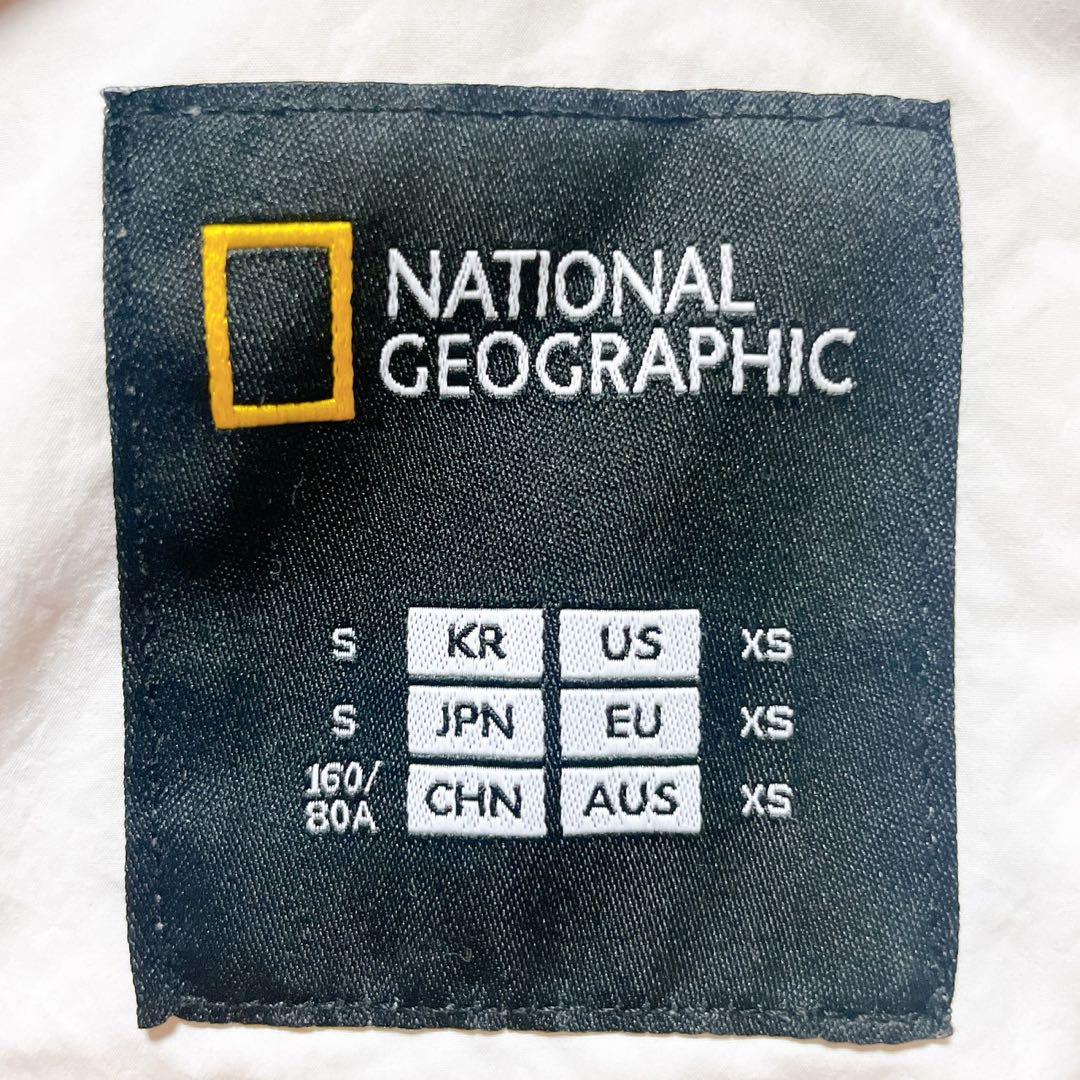 NATIONAL
GEOGRAPHIC
S KR US XS
S JPN EU XS
160/
80A CHN AUS XS